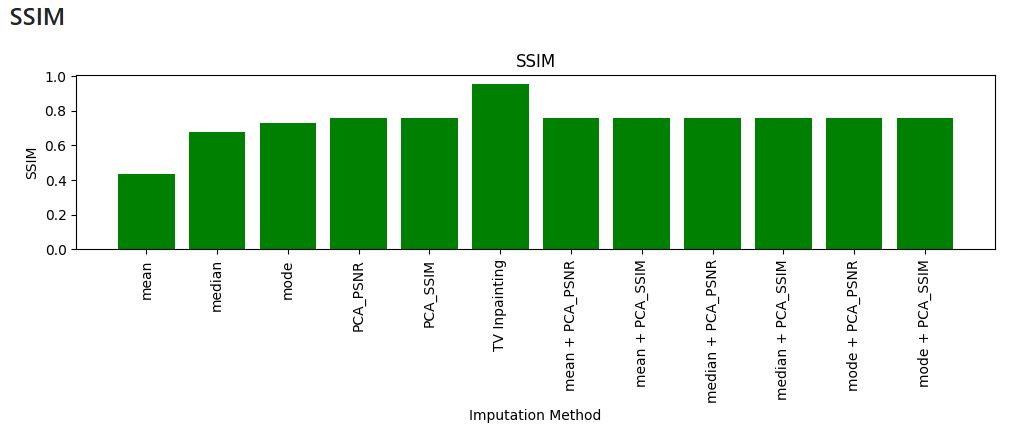 SSIM
SSIM
1.0
0.8
0.6
0.4
0.2
0.0
SSIM
mean
median
mode
PCA_PSNR
PCA_SSIM
TV Inpainting
mean + PCA_PSNR
mean + PCA_SSIM
median + PCA_PSNR
median + PCA_SSIM
mode + PCA_PSNR
mode + PCA_SSIM
Imputation Method